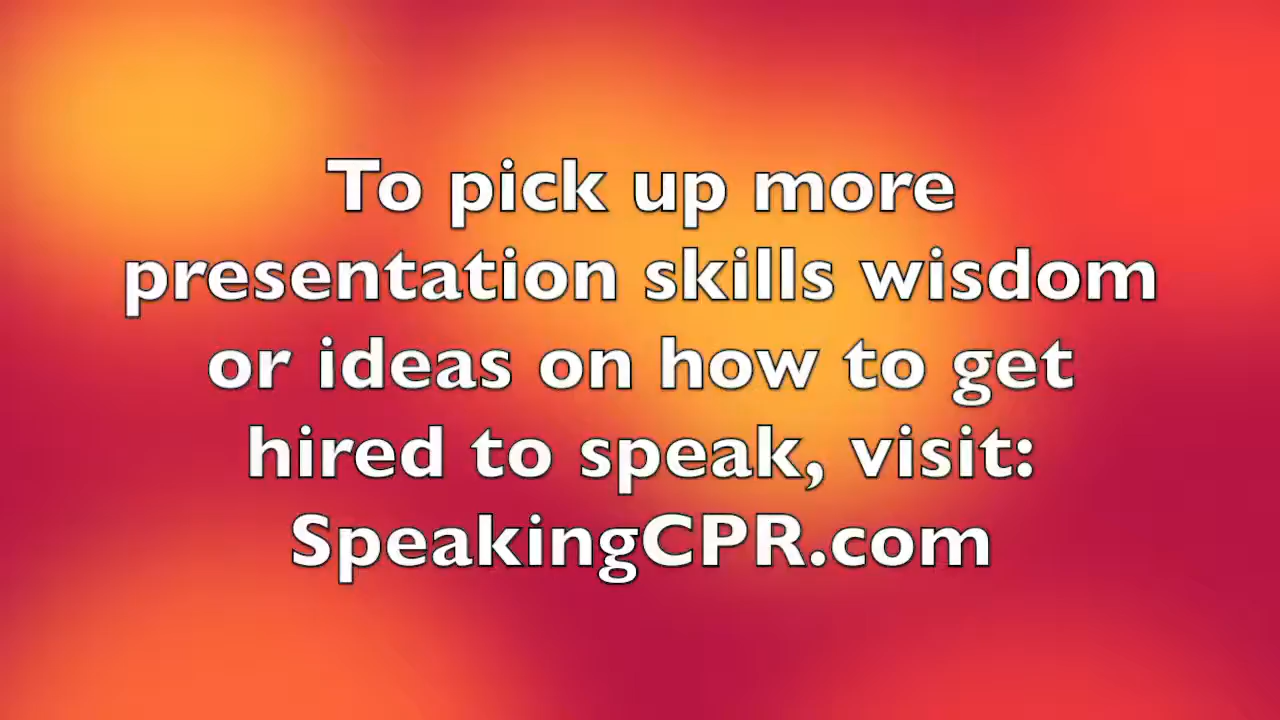 To pick up more
presentation skills wisdom
or ideas on how to get
hired to speak, visit:
SpeakingCPR.com